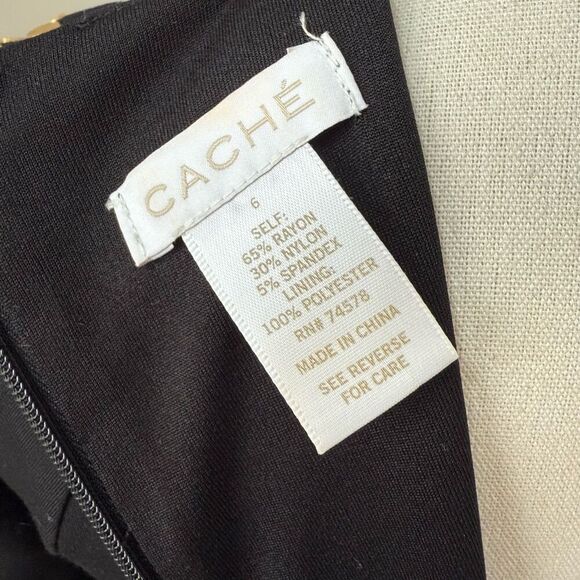 CACHÉ
6
SELF:
65% RAYON
30% NYLON
5% SPANDEX
LINING:
100% POLYESTER
RN# 74578
MADE IN CHINA
SEE REVERSE
FOR CARE